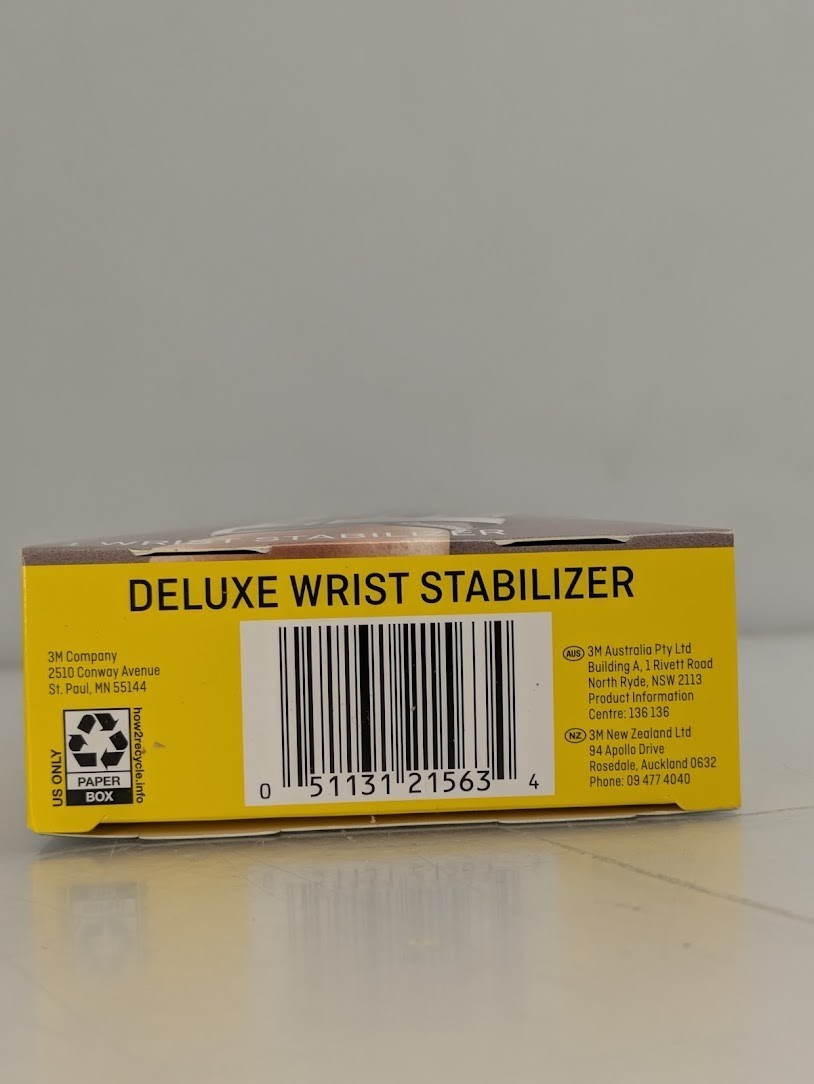 WRIST STABILIZER
DELUXE WRIST STABILIZER
3M Company
2510 Conway Avenue
St. Paul, MN 55144
US ONLY
PAPER
BOX
how2recycle.info
0 51131 21563 4
AUS 3M Australia Pty Ltd
Building A, 1 Rivett Road
North Ryde, NSW 2113
Product Information
Centre: 136 136
NZ 3M New Zealand Ltd
94 Apollo Drive
Rosedale, Auckland 0632
Phone: 09 477 4040